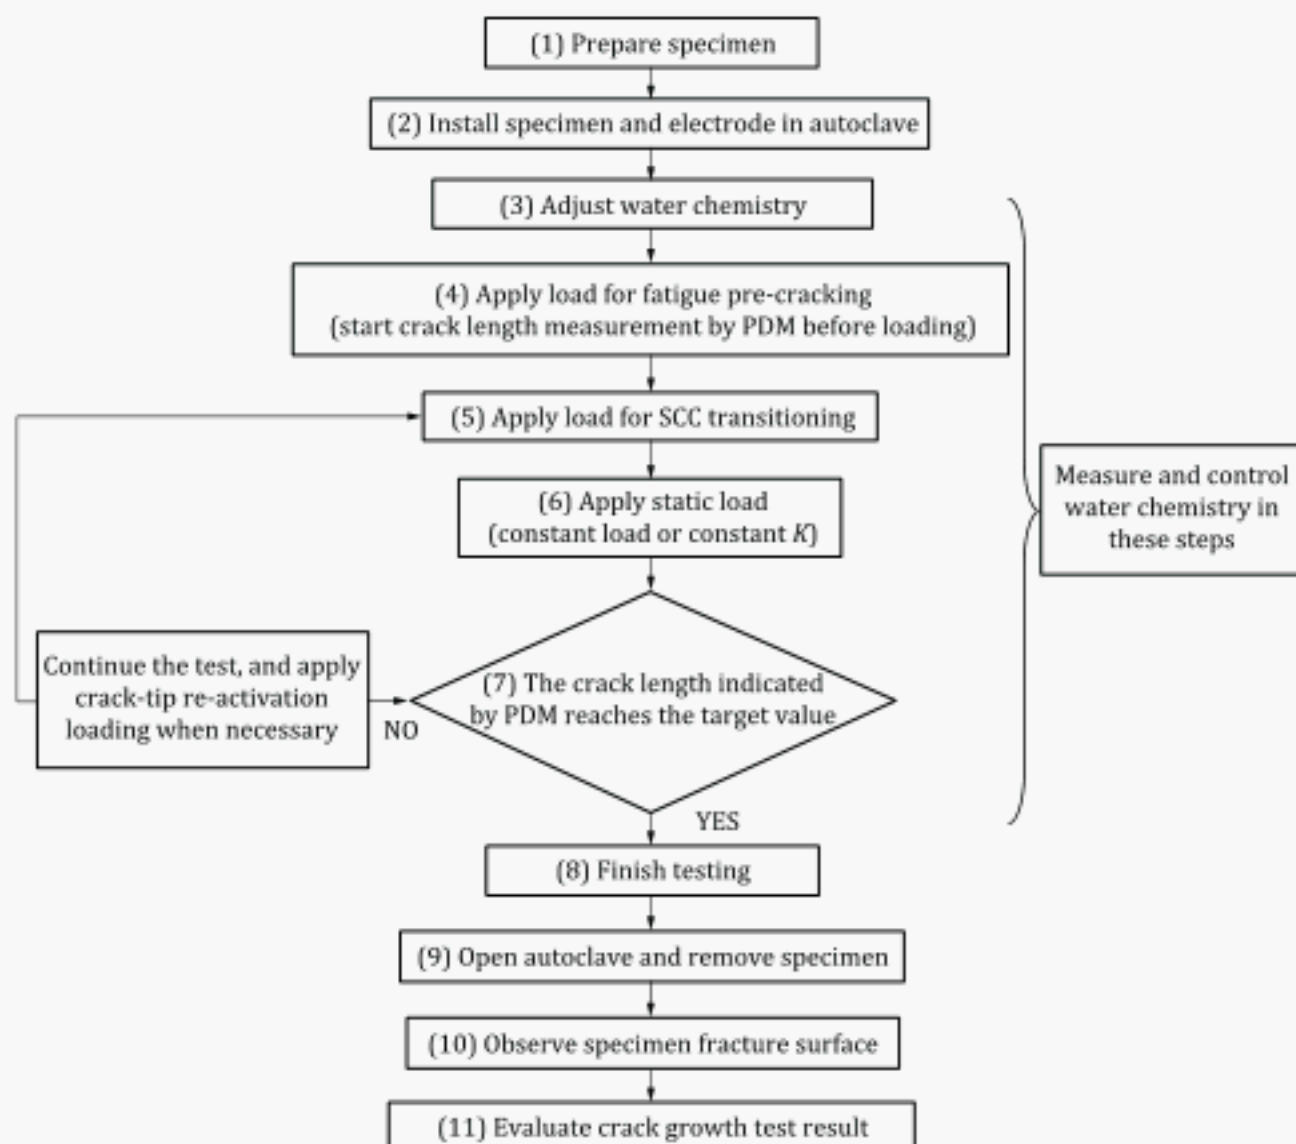 (1) Prepare specimen
(2) Install specimen and electrode in autoclave
(3) Adjust water chemistry
(4) Apply load for fatigue pre-cracking
(start crack length measurement by PDM before loading)
(5) Apply load for SCC transitioning
(6) Apply static load
(constant load or constant K)
Measure and control
water chemistry in
these steps
Continue the test, and apply
crack-tip re-activation
loading when necessary
NO
(7) The crack length indicated
by PDM reaches the target value
YES
(8) Finish testing
(9) Open autoclave and remove specimen
(10) Observe specimen fracture surface
(11) Evaluate crack growth test result